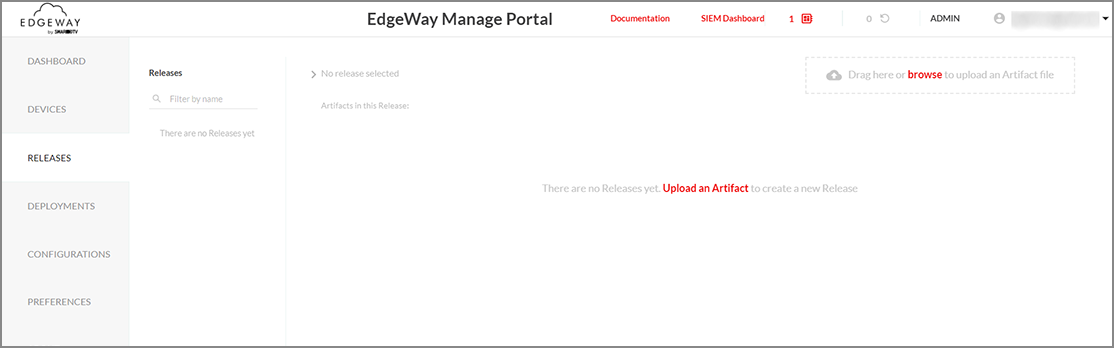 EDGEWAY
by SMARDTV
EdgeWay Manage Portal
Documentation
SIEM Dashboard
1
0
ADMIN
DASHBOARD
DEVICES
RELEASES
DEPLOYMENTS
CONFIGURATIONS
PREFERENCES
Releases
Filter by name
There are no Releases yet
No release selected
Artifacts in this Release:
Drag here or browse to upload an Artifact file
There are no Releases yet. Upload an Artifact to create a new Release